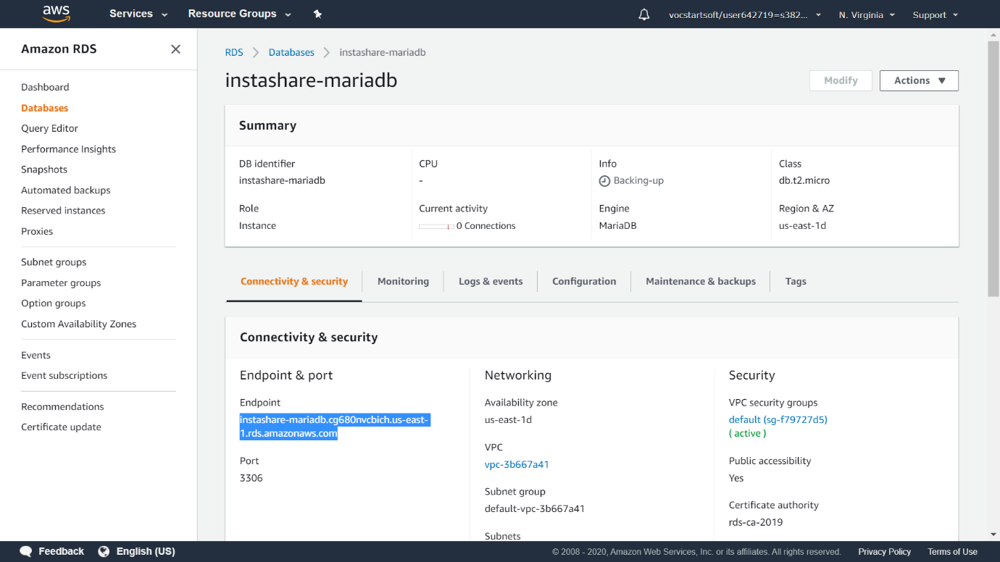 aws
Services
Resource Groups
vocstartsoft/user642719=s382...
N. Virginia
Support
Amazon RDS
Dashboard
Databases
Query Editor
Performance Insights
Snapshots
Automated backups
Reserved instances
Proxies
Subnet groups
Parameter groups
Option groups
Custom Availability Zones
Events
Event subscriptions
Recommendations
Certificate update
RDS
Databases
instashare-mariadb
instashare-mariadb
Modify
Actions
Summary
DB identifier
instashare-mariadb
CPU
-
Info
Backing-up
Class
db.t2.micro
Role
Instance
Current activity
0 Connections
Engine
MariaDB
Region & AZ
us-east-1d
Connectivity & security
Monitoring
Logs & events
Configuration
Maintenance & backups
Tags
Connectivity & security
Endpoint & port
Endpoint
instashare-mariadb.cg680nvcbich.us-east-
1.rds.amazonaws.com
Port
3306
Networking
Availability zone
us-east-1d
VPC
vpc-3b667a41
Subnet group
default-vpc-3b667a41
Subnets
Security
VPC security groups
default (sg-f79727d5)
( active )
Public accessibility
Yes
Certificate authority
rds-ca-2019
Feedback
English (US)
© 2008 - 2020, Amazon Web Services, Inc. or its affiliates. All rights reserved.
Privacy Policy
Terms of Use